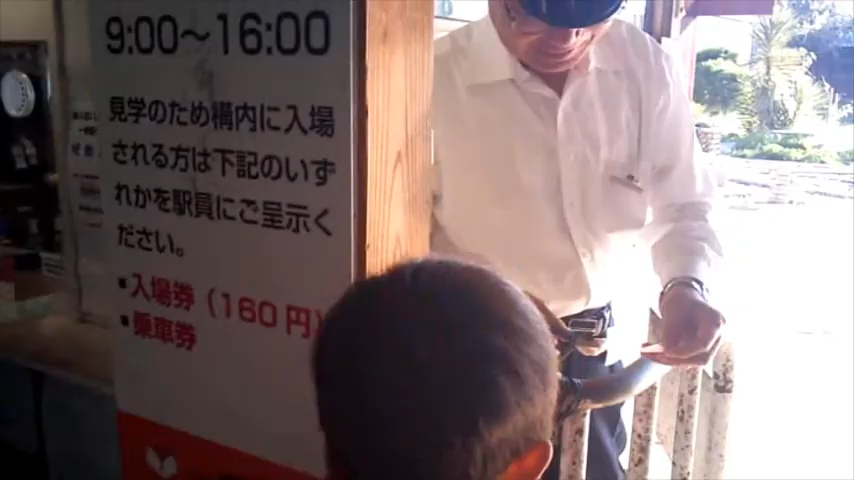 9:00～16:00
見学のため構内に入場
される方は下記のいず
れかを駅員にご呈示く
ださい。
▪入場券（160円
▪乗車券